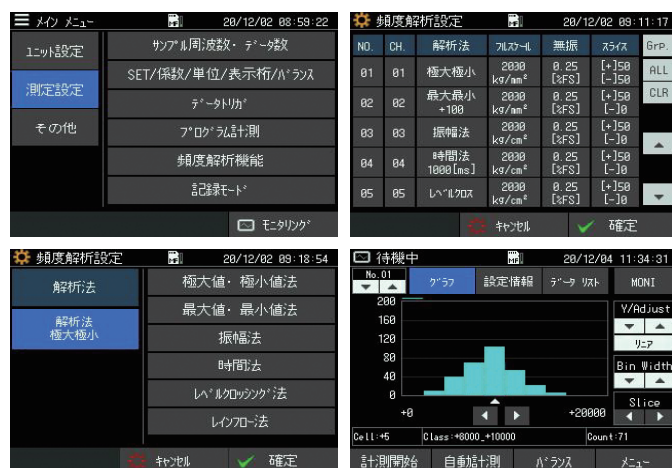 メイン メニュー 20/12/02 08:59:22
ユニット設定
測定設定
その他
サンプル周波数・データ数
SET/係数/単位/表示桁/バランス
データトリガ
プログラム計測
頻度解析機能
記録モード
モニタリング
頻度解析設定 20/12/02 09:11:17
NO. CH. 解析法 フルスケール 無振 スライス Grp.
01 01 極大極小 2030 kg/mm² 0.25 [%FS] [+]50 [-]50 ALL
02 02 最大最小 +100 2030 kg/mm² 0.25 [%FS] [+]50 [-]0 CLR
03 03 振幅法 2030 kg/cm² 0.25 [%FS] [+]50 [-]0
04 04 時間法 1000[ms] 2030 kg/cm² 0.25 [%FS] [+]50 [-]0
05 05 レベルクロス 2030 kg/cm² 0.25 [%FS] [+]50 [-]0
キャンセル 確定
頻度解析設定 20/12/02 09:18:54
解析法
解析法
極大極小
極大値・極小値法
最大値・最小値法
振幅法
時間法
レベルクロッシング法
レインフロー法
キャンセル 確定
待機中 20/12/04 11:34:31
No.01 グラフ 設定情報 データ リスト MONI
200
160
120
80
40
0
+0 +20000
Y/Adjust
リニア
Bin Width
Slice
Cell:+5 Class:+8000_+10000 Count:71
計測開始 自動計測 バランス メニュー